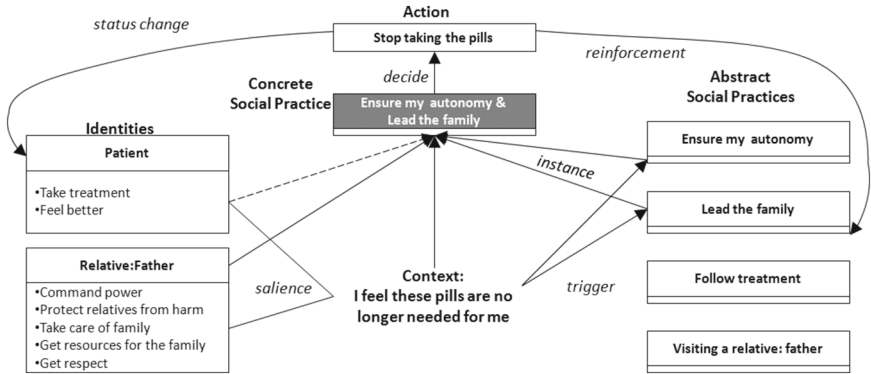 Action
status change
Stop taking the pills
reinforcement
decide
Concrete
Social Practice
Ensure my autonomy &
Lead the family
Abstract
Social Practices
Identities
Patient
•Take treatment
•Feel better
Relative:Father
•Command power
•Protect relatives from harm
•Take care of family
•Get resources for the family
•Get respect
salience
Context:
I feel these pills are no
longer needed for me
instance
trigger
Ensure my autonomy
Lead the family
Follow treatment
Visiting a relative: father